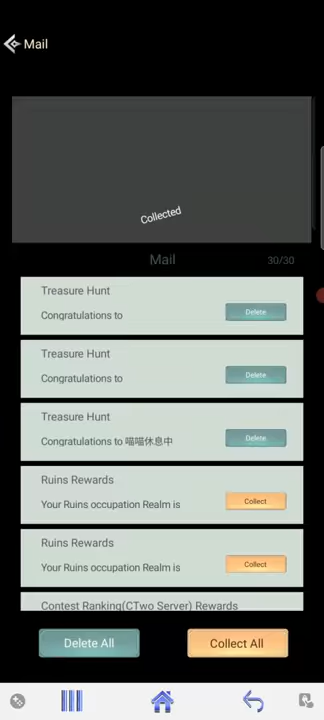 Mail
Collected
Mail
30/30
Treasure Hunt
Congratulations to
Delete
Treasure Hunt
Congratulations to
Delete
Treasure Hunt
Congratulations to 喵喵休息中
Delete
Ruins Rewards
Your Ruins occupation Realm is
Collect
Ruins Rewards
Your Ruins occupation Realm is
Collect
Contest Ranking(CTwo Server) Rewards
Delete All
Collect All